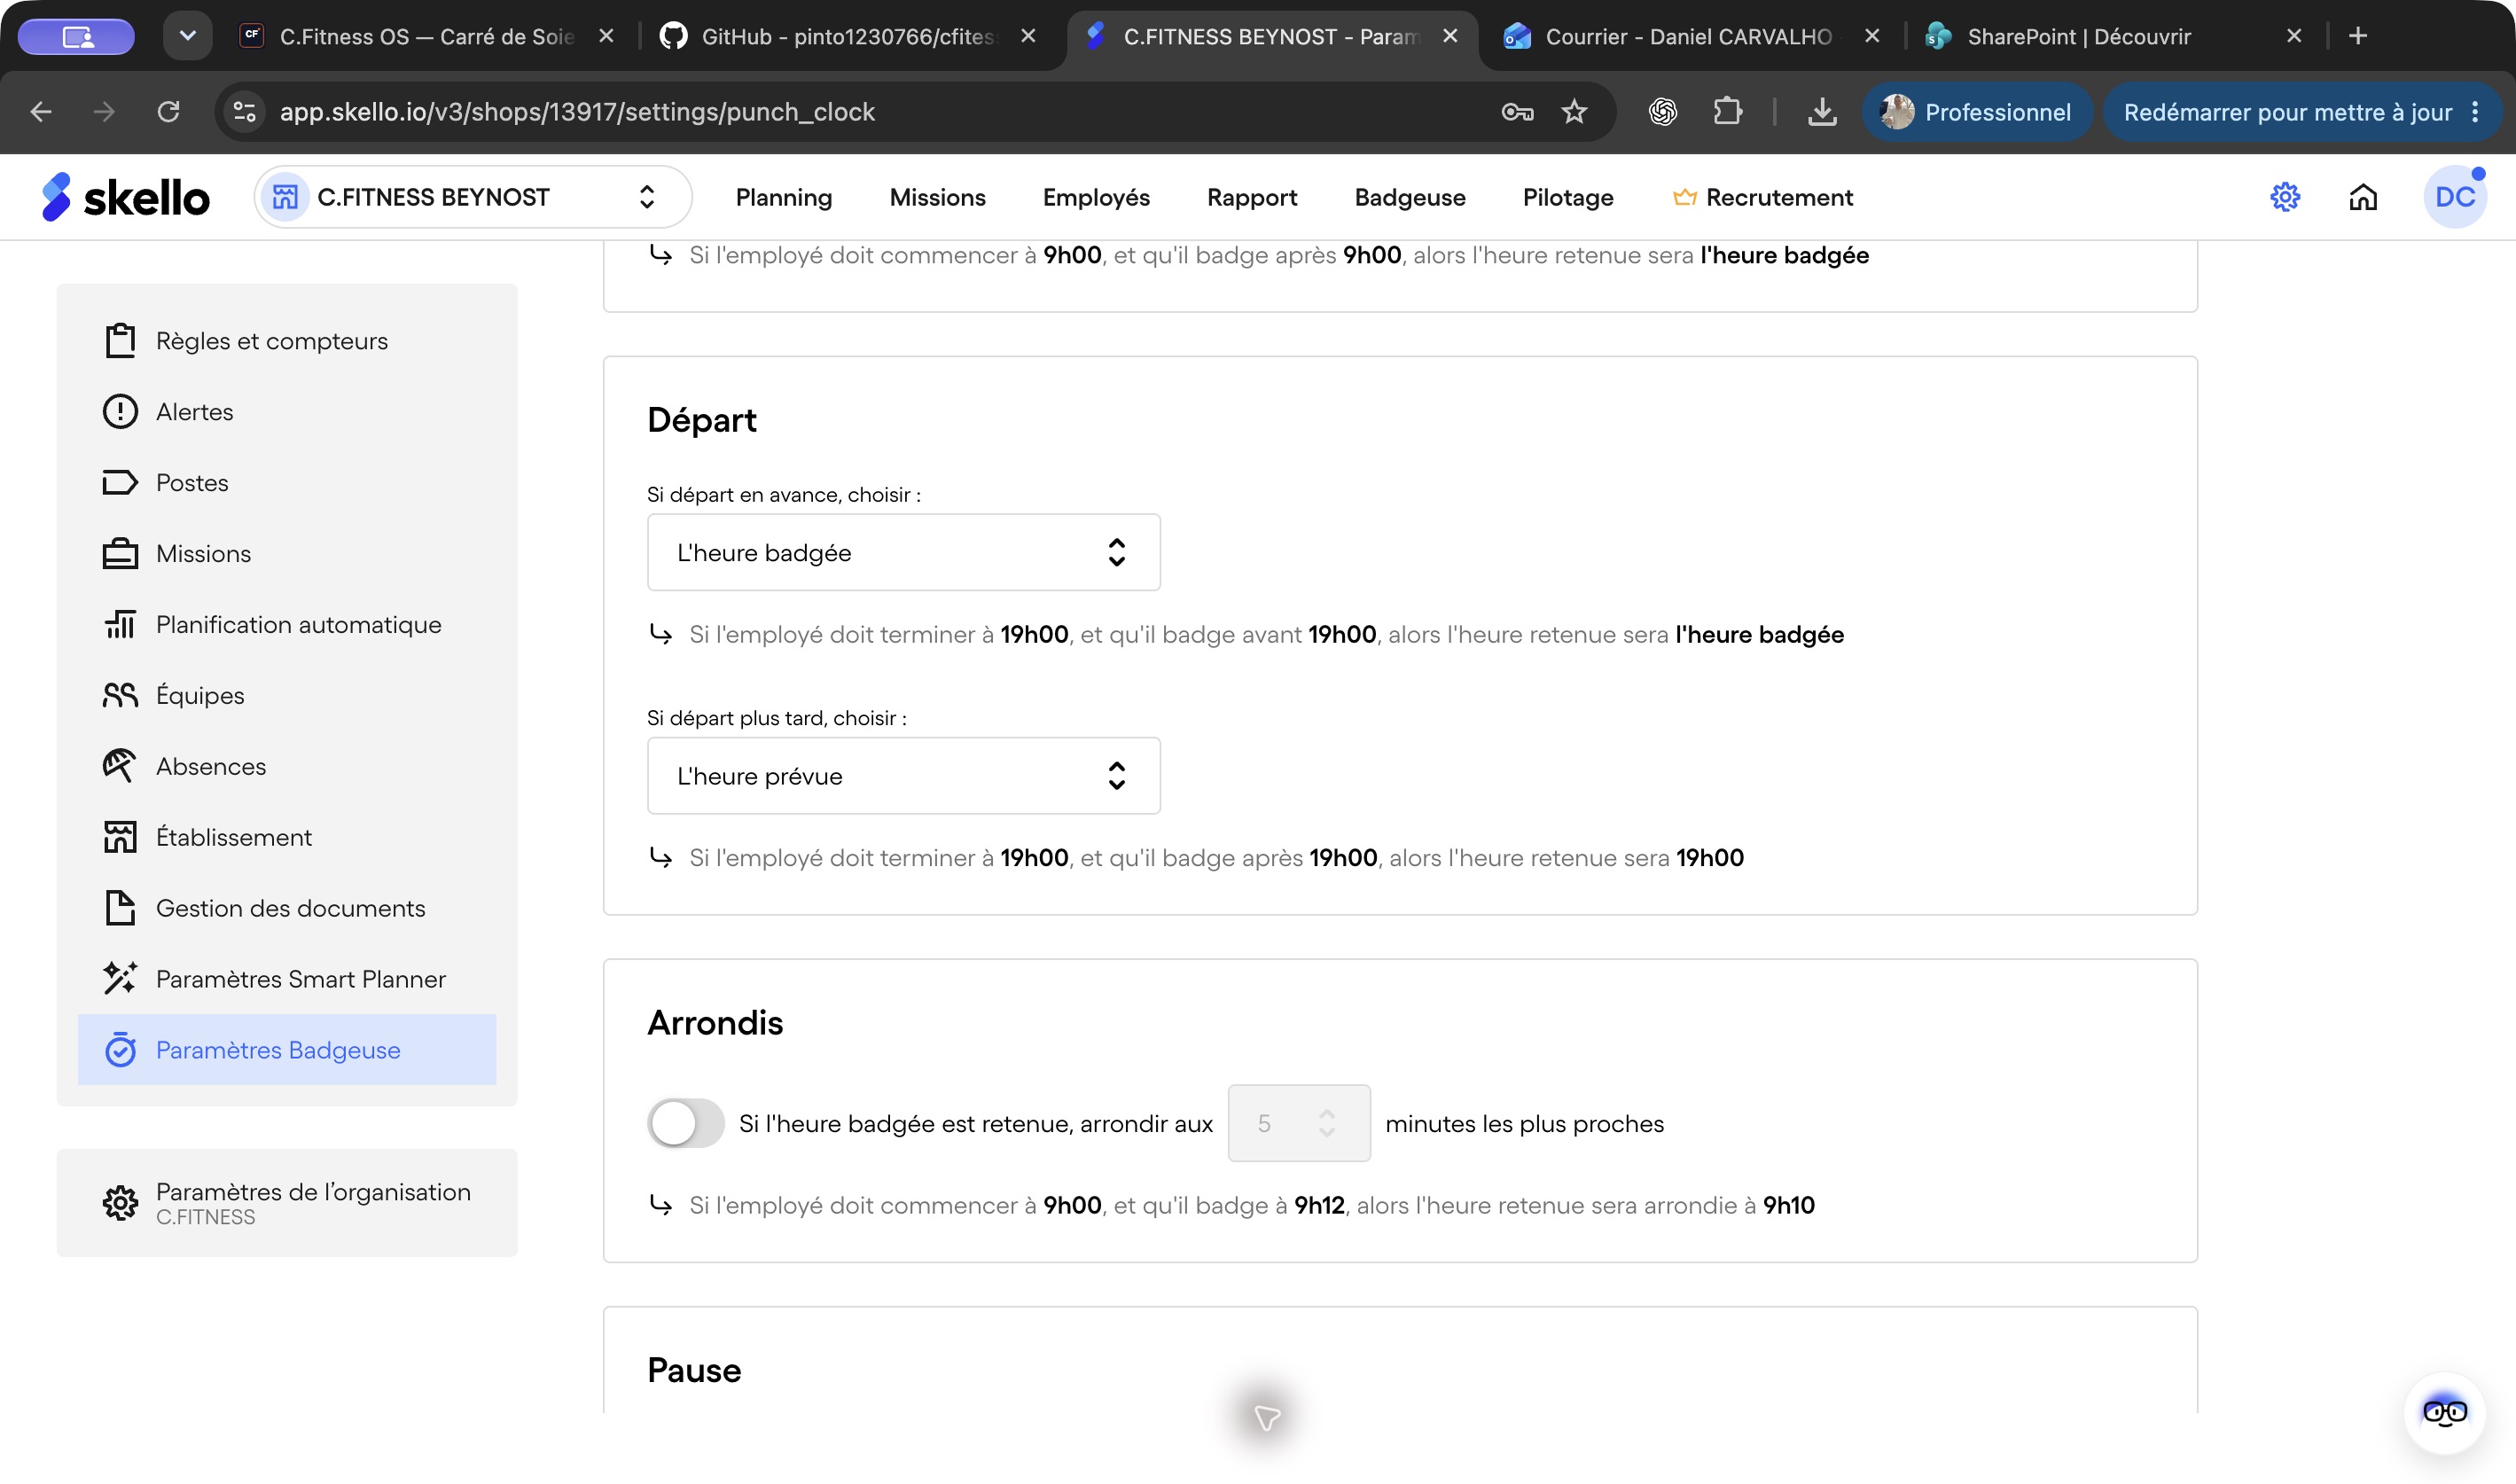 CF C.Fitness OS — Carré de Soie
GitHub - pinto1230766/cfites
C.FITNESS BEYNOST - Param
Courrier - Daniel CARVALHO
SharePoint | Découvrir
app.skello.io/v3/shops/13917/settings/punch_clock
Professionnel
Redémarrer pour mettre à jour
skello
C.FITNESS BEYNOST
Planning
Missions
Employés
Rapport
Badgeuse
Pilotage
Recrutement
DC
Règles et compteurs
Alertes
Postes
Missions
Planification automatique
Équipes
Absences
Établissement
Gestion des documents
Paramètres Smart Planner
Paramètres Badgeuse
Paramètres de l’organisation
C.FITNESS
Si l'employé doit commencer à 9h00, et qu'il badge après 9h00, alors l'heure retenue sera l'heure badgée
Départ
Si départ en avance, choisir :
L'heure badgée
Si l'employé doit terminer à 19h00, et qu'il badge avant 19h00, alors l'heure retenue sera l'heure badgée
Si départ plus tard, choisir :
L'heure prévue
Si l'employé doit terminer à 19h00, et qu'il badge après 19h00, alors l'heure retenue sera 19h00
Arrondis
Si l'heure badgée est retenue, arrondir aux 5 minutes les plus proches
Si l'employé doit commencer à 9h00, et qu'il badge à 9h12, alors l'heure retenue sera arrondie à 9h10
Pause